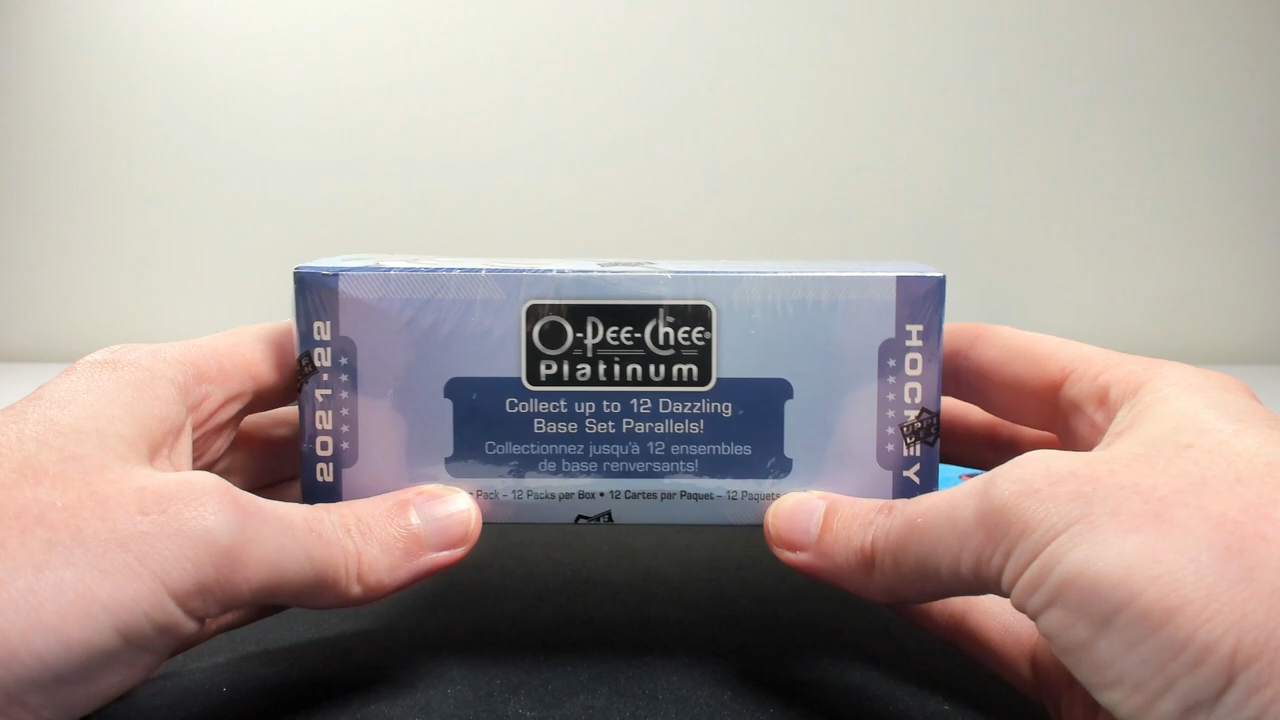 2021-22
O-Pee-Chee®
Platinum
Collect up to 12 Dazzling
Base Set Parallels!
Collectionnez jusqu'à 12 ensembles
de base renversants!
Pack - 12 Packs per Box • 12 Cartes par Paquet - 12 Paquets
HOCKEY